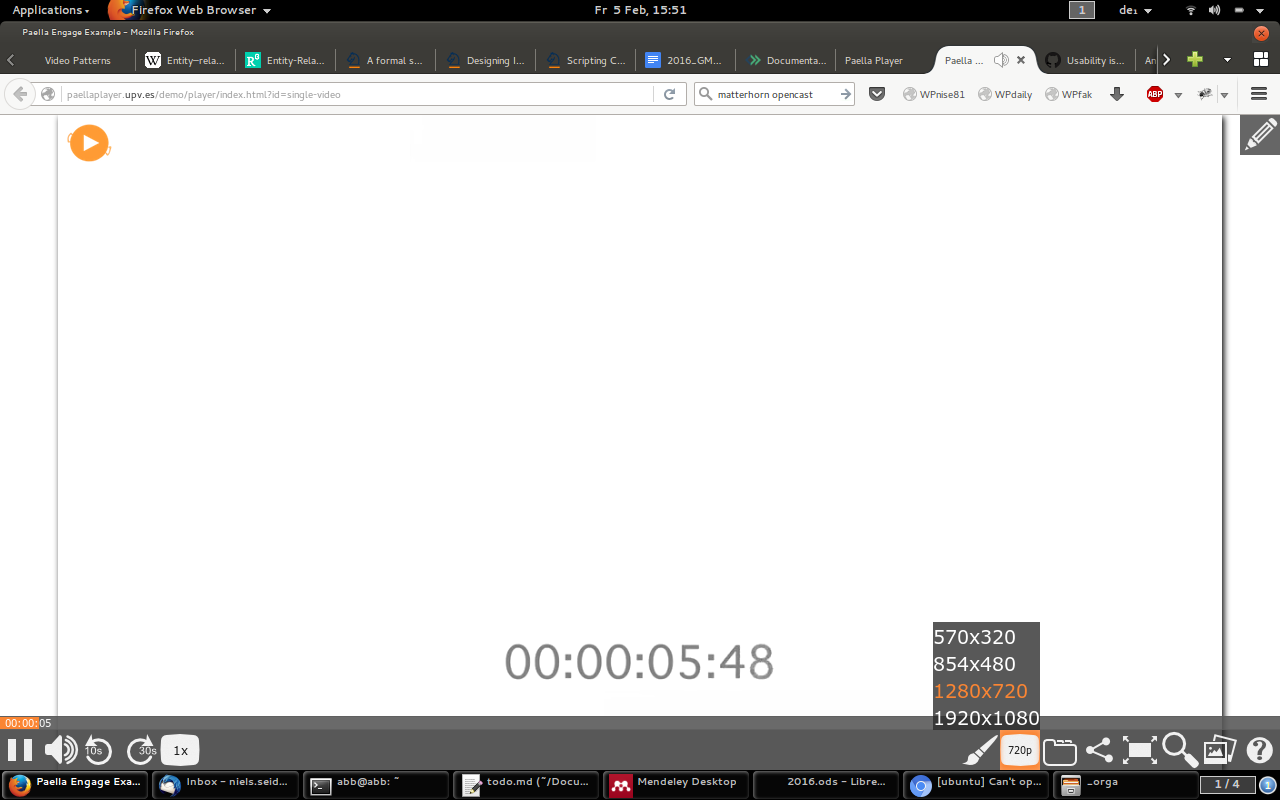 Applications
Firefox Web Browser
Fr 5 Feb, 15:51
1
de₁
Paella Engage Example - Mozilla Firefox
Video Patterns
W Entity-rela...
R⁰ Entity-Rela...
A formal s...
Designing I...
Scripting C...
2016_GM...
Documenta...
Paella Player
Paella ...
Usability is...
An
paellaplayer.upv.es/demo/player/index.html?id=single-video
matterhorn opencast
WPnise81
WPdaily
WPfak
ABP
00:00:05:48
570x320
854x480
1280x720
1920x1080
00:00:05
10s
30s
1x
720p
?
Paella Engage Exa...
Inbox - niels.seid...
abb@abb: ~
todo.md (~/Docu...
Mendeley Desktop
2016.ods - Libre...
[ubuntu] Can't op...
_orga
1 / 4
1